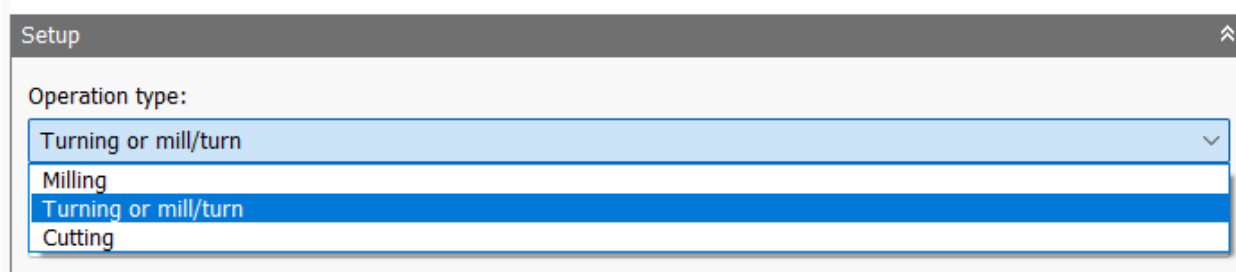 Setup
Operation type:
Turning or mill/turn
Milling
Turning or mill/turn
Cutting